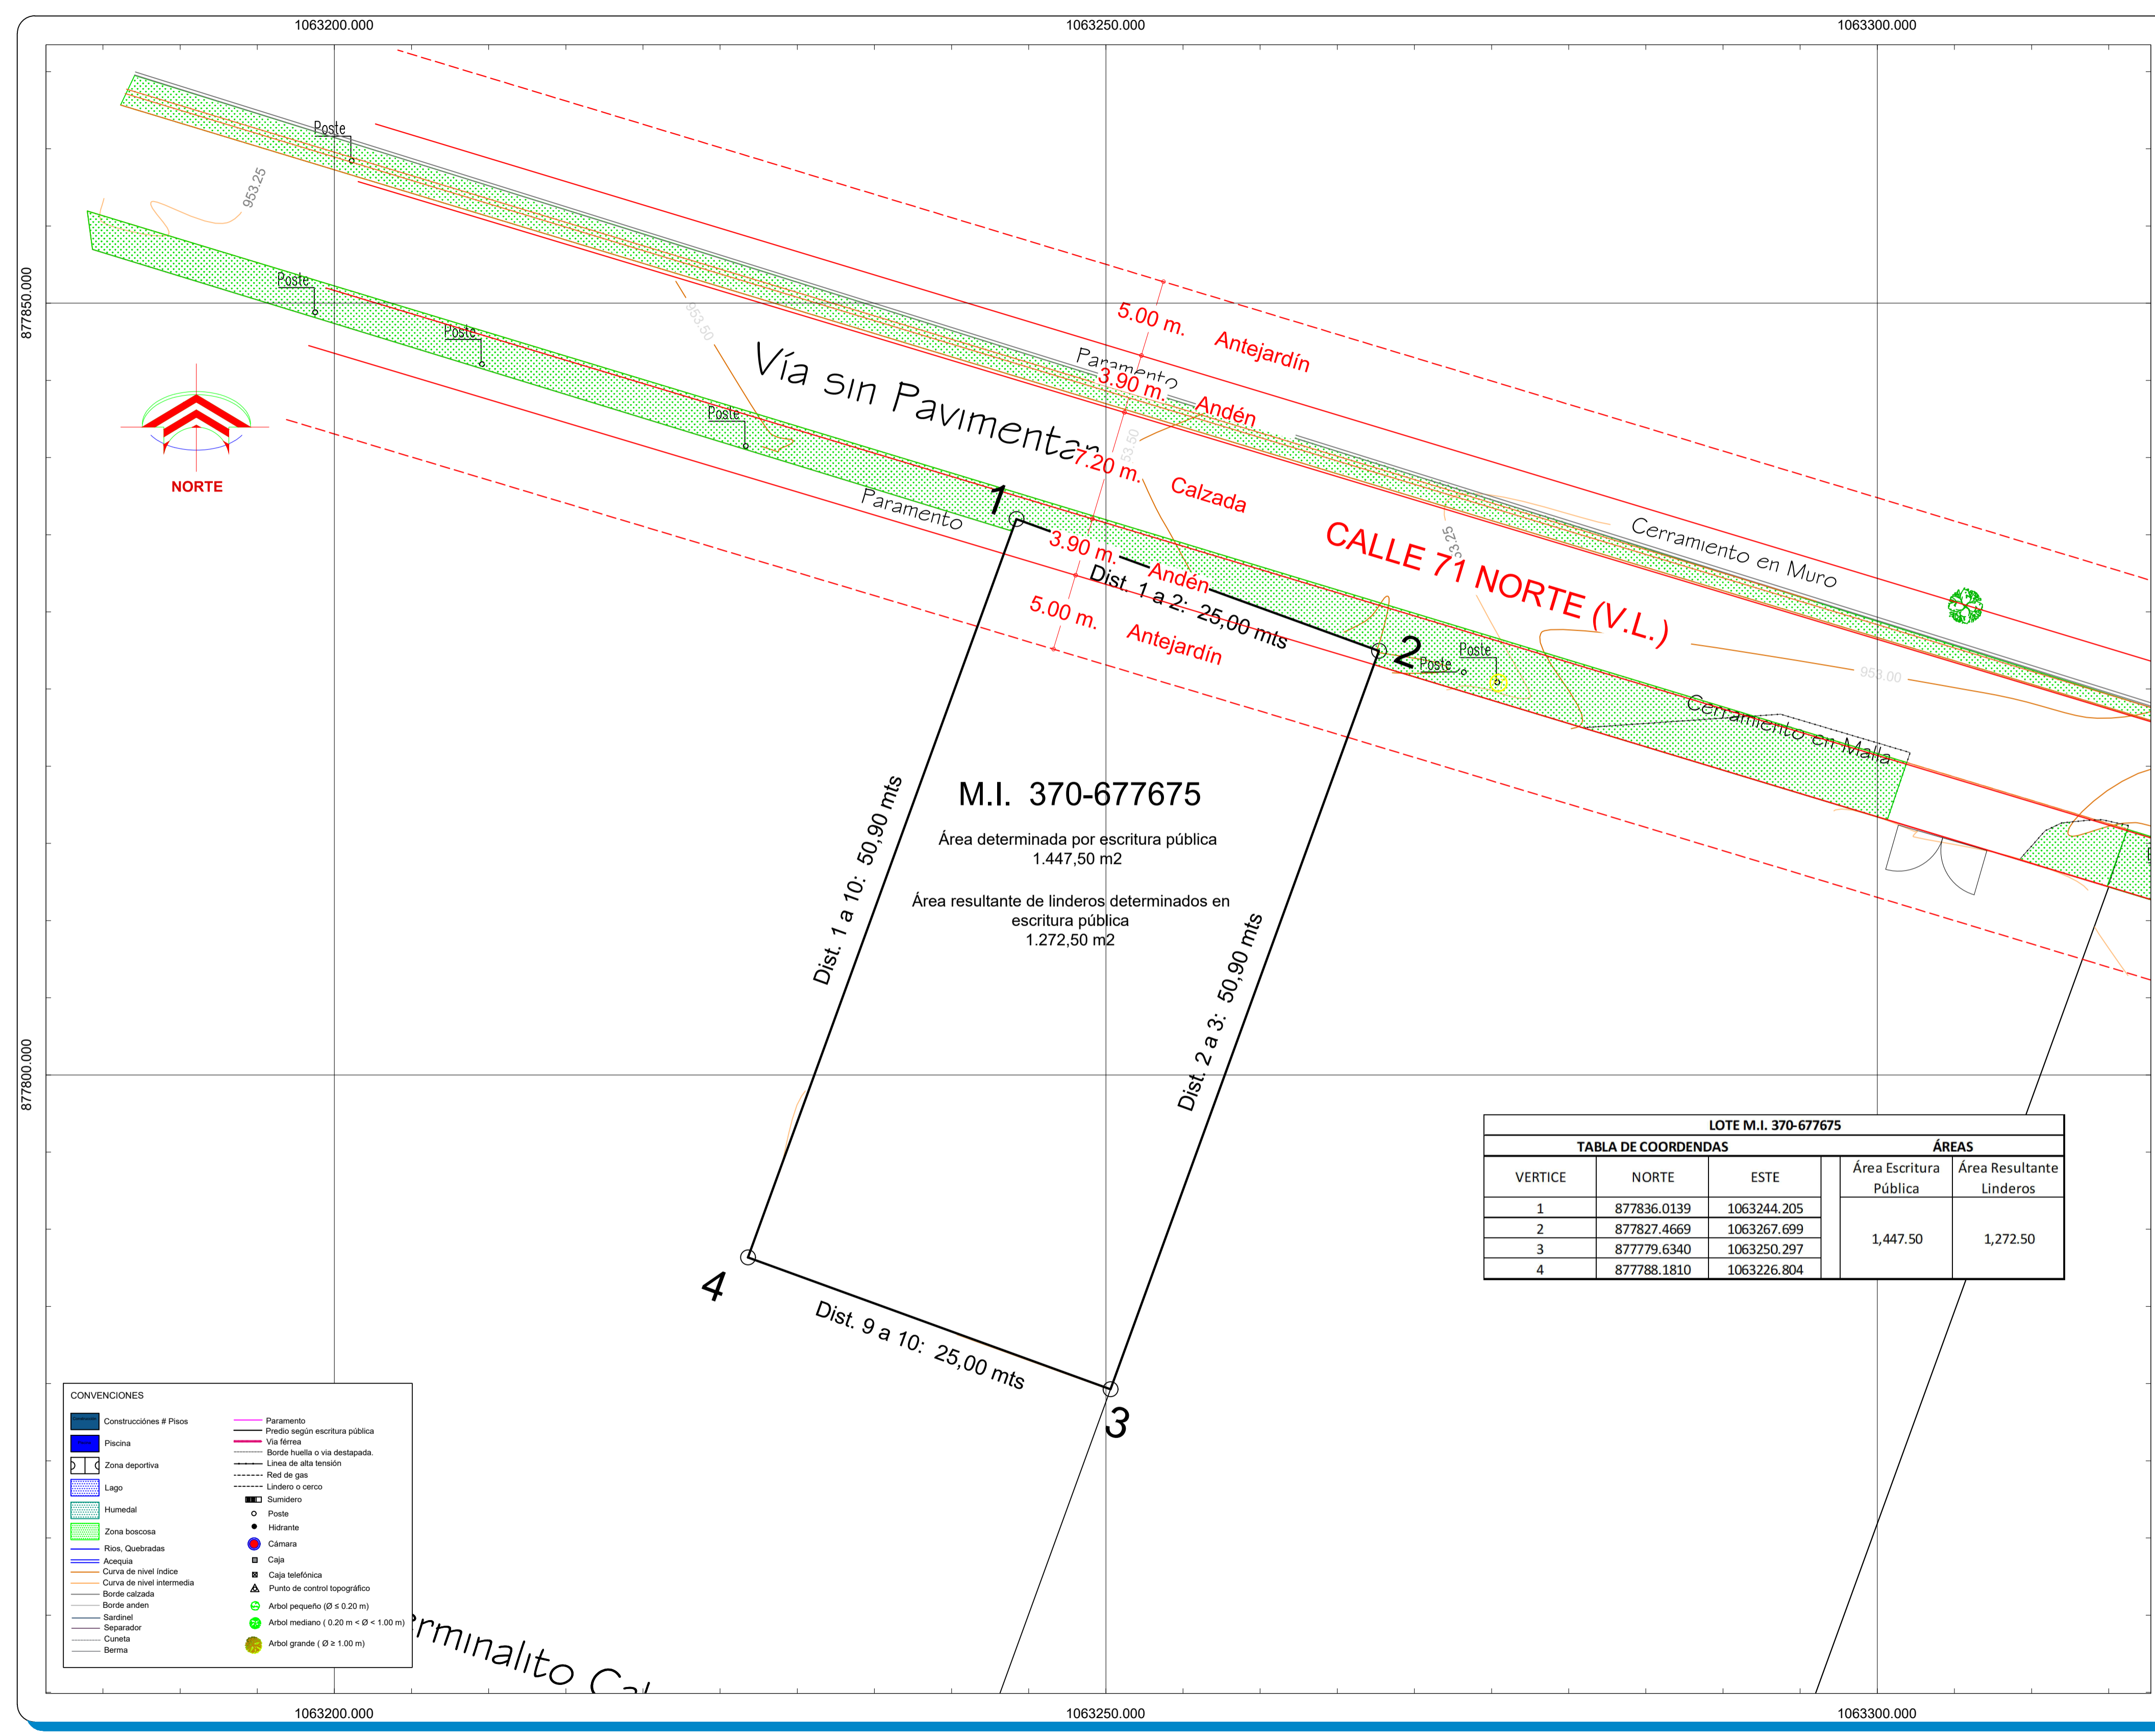 1063200.000
1063250.000
1063300.000
877850.000
877800.000
953.25
Poste
Poste
Poste
Poste
953.50
Vía sin Pavimentar
Paramento
5.00 m. Antejardín
3.90 m. Andén
53.50
7.20 m. Calzada
NORTE
Paramento
1
3.90 m. Andén
Dist. 1 a 2: 25,00 mts
5.00 m. Antejardín
CALLE 71 NORTE (V.L.)
53.25
Cerramiento en Muro
2
Poste
Poste
953.00
Cerramiento en Malla
M.I. 370-677675
Área determinada por escritura pública
1.447,50 m2
Área resultante de linderos determinados en
escritura pública
1.272,50 m2
Dist. 1 a 10: 50,90 mts
Dist. 2 a 3: 50,90 mts
4
Dist. 9 a 10: 25,00 mts
3
LOTE M.I. 370-677675
TABLA DE COORDENDAS ÁREAS
VERTICE NORTE ESTE Área Escritura Pública Área Resultante Linderos
1 877836.0139 1063244.205
2 877827.4669 1063267.699
1,447.50 1,272.50
3 877779.6340 1063250.297
4 877788.1810 1063226.804
CONVENCIONES
Construcciónes # Pisos
Piscina
Zona deportiva
Lago
Humedal
Zona boscosa
Rios, Quebradas
Acequia
Curva de nivel índice
Curva de nivel intermedia
Borde calzada
Borde anden
Sardinel
Separador
Cuneta
Berma
Paramento
Predio según escritura pública
Via férrea
Borde huella o via destapada.
Linea de alta tensión
Red de gas
Lindero o cerco
Sumidero
Poste
Hidrante
Cámara
Caja
Caja telefónica
Punto de control topográfico
Arbol pequeño (Ø ≤ 0.20 m)
Arbol mediano ( 0.20 m < Ø < 1.00 m)
Arbol grande ( Ø ≥ 1.00 m)
erminalito Cal
1063200.000
1063250.000
1063300.000